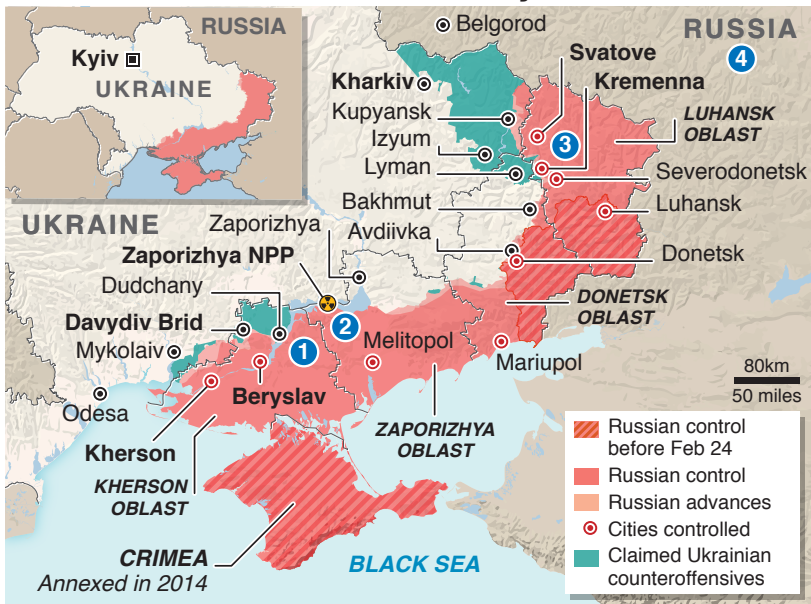 RUSSIA
Kyiv
UKRAINE
Belgorod
RUSSIA
4
Svatove
Kremenna
Kharkiv
Kupyansk
Izyum
Lyman
LUHANSK
OBLAST
3
Severodonetsk
Bakhmut
Luhansk
Avdiivka
Donetsk
UKRAINE
Zaporizhya
Zaporizhya NPP
Dudchany
DONETSK
OBLAST
Davydiv Brid
Mykolaiv
1
2
Melitopol
Mariupol
80km
50 miles
Odesa
Beryslav
Kherson
ZAPORIZHYA
OBLAST
KHERSON
OBLAST
CRIMEA
Annexed in 2014
BLACK SEA
Russian control
before Feb 24
Russian control
Russian advances
Cities controlled
Claimed Ukrainian
counteroffensives